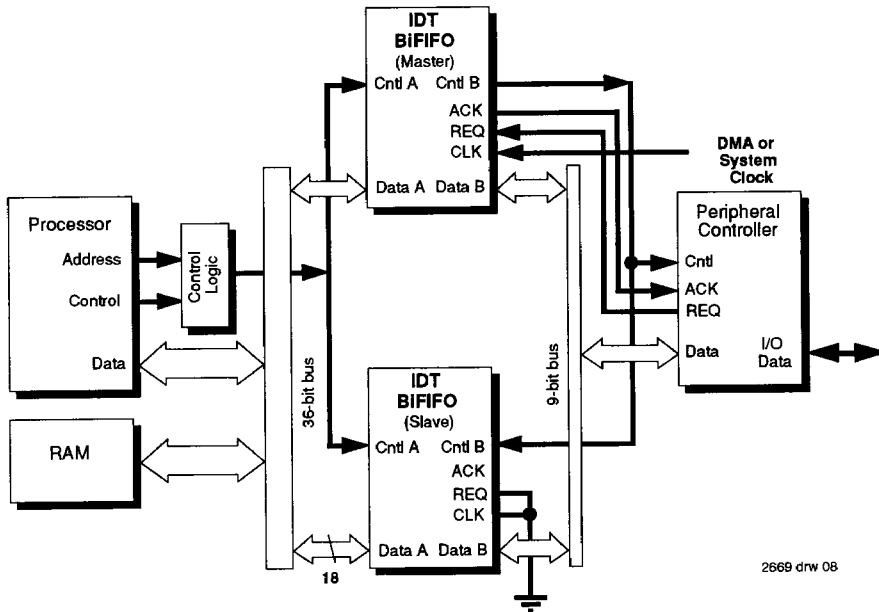 IDT
BiFIFO
(Master)
Cntl A Cntl B
ACK
REQ
CLK
Data A Data B
DMA or
System
Clock
Processor
Address
Control
Data
Control
Logic
RAM
36-bit bus
18
IDT
BiFIFO
(Slave)
Cntl A Cntl B
ACK
REQ
CLK
Data A Data B
9-bit bus
Peripheral
Controller
Cntl
ACK
REQ
Data
I/O
Data
2669 drw 08